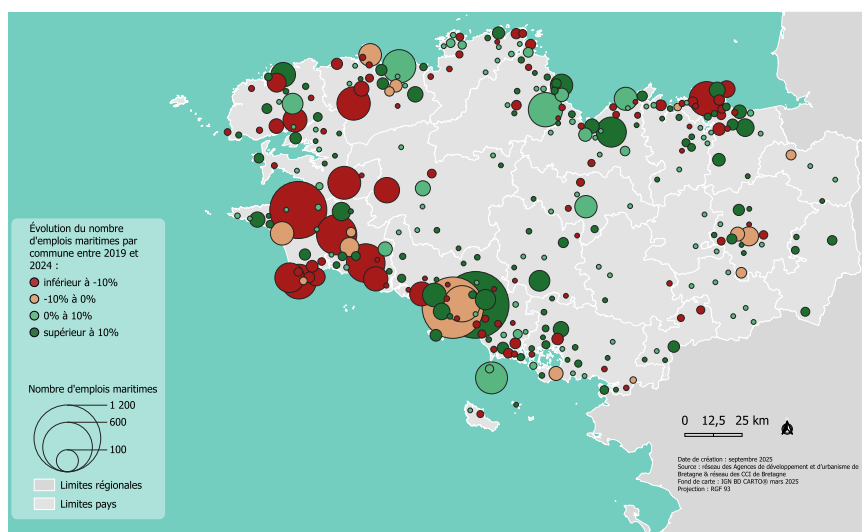 Évolution du nombre
d'emplois maritimes par
commune entre 2019 et
2024 :
inférieur à -10%
-10% à 0%
0% à 10%
supérieur à 10%
Nombre d'emplois maritimes
1 200
600
100
Limites régionales
Limites pays
0 12,5 25 km
Date de création : septembre 2025
Source : réseau des Agences de développement et d'urbanisme de
Bretagne & réseau des CCI de Bretagne
Fond de carte : IGN BD CARTO® mars 2025
Projection : RGF 93